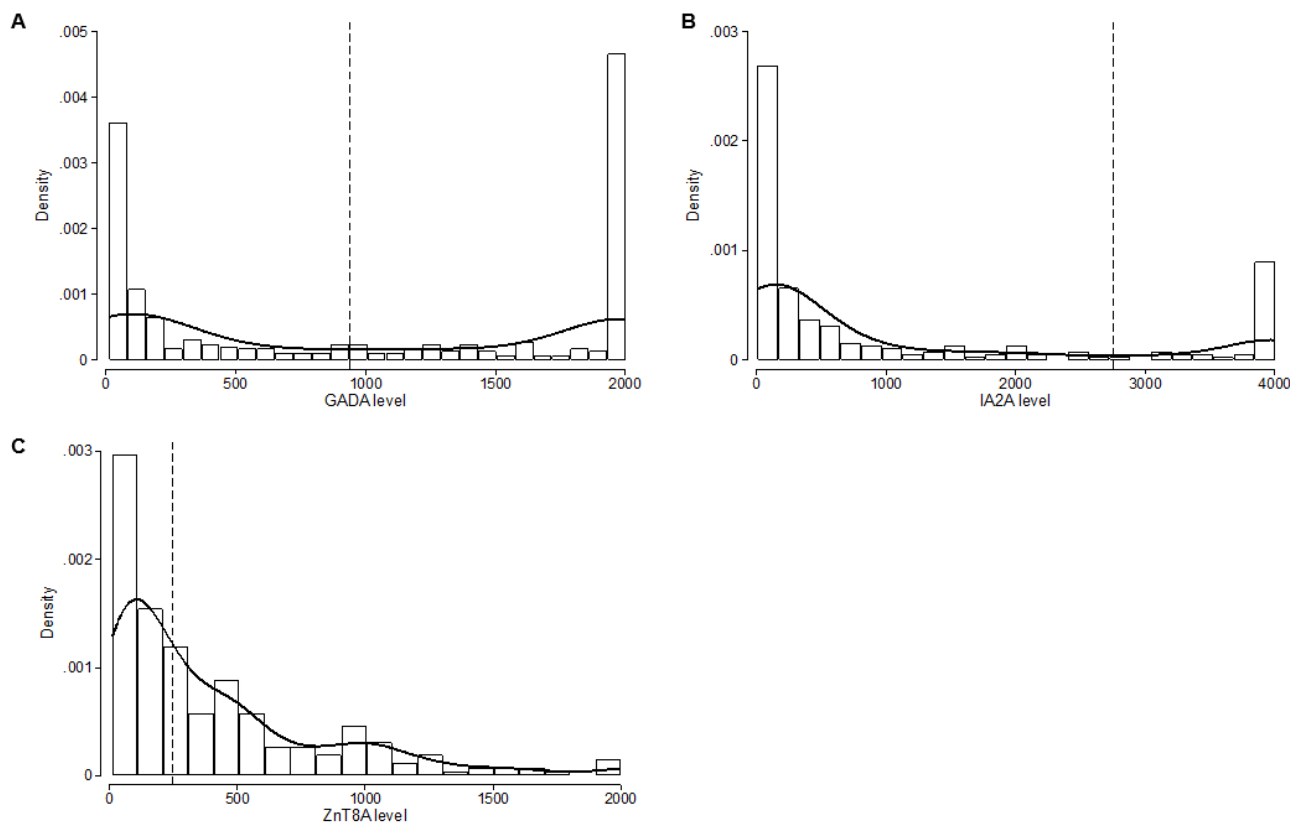 A
.005
.004
.003
.002
.001
0
Density
0 500 1000 1500 2000
GADA level
B
.003
.002
.001
0
Density
0 1000 2000 3000 4000
IA2A level
C
.003
.002
.001
0
Density
0 500 1000 1500 2000
ZnT8A level